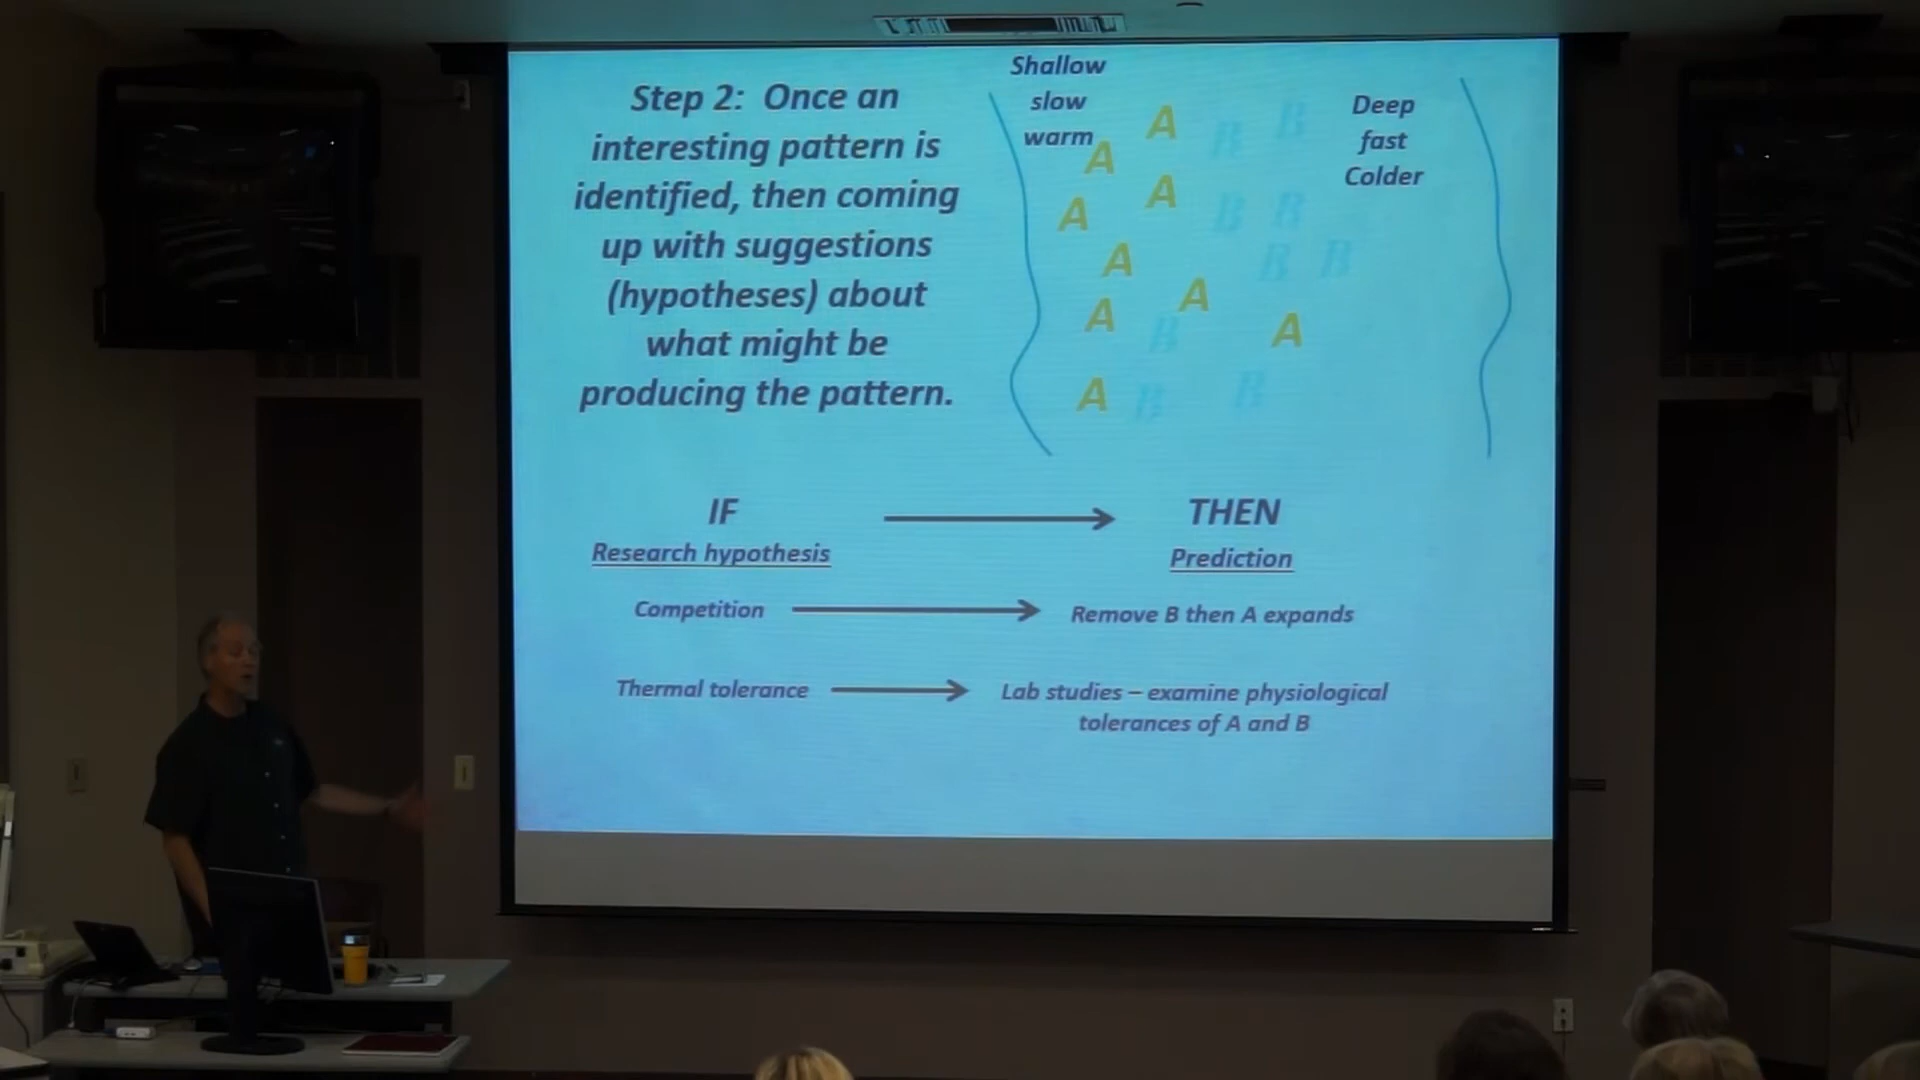 Step 2: Once an
interesting pattern is
identified, then coming
up with suggestions
(hypotheses) about
what might be
producing the pattern.
Shallow
slow
warm
Deep
fast
Colder
A B B
A
A A B B
A B B
A A B A
A B B
IF THEN
Research hypothesis Prediction
Competition Remove B then A expands
Thermal tolerance Lab studies – examine physiological
tolerances of A and B